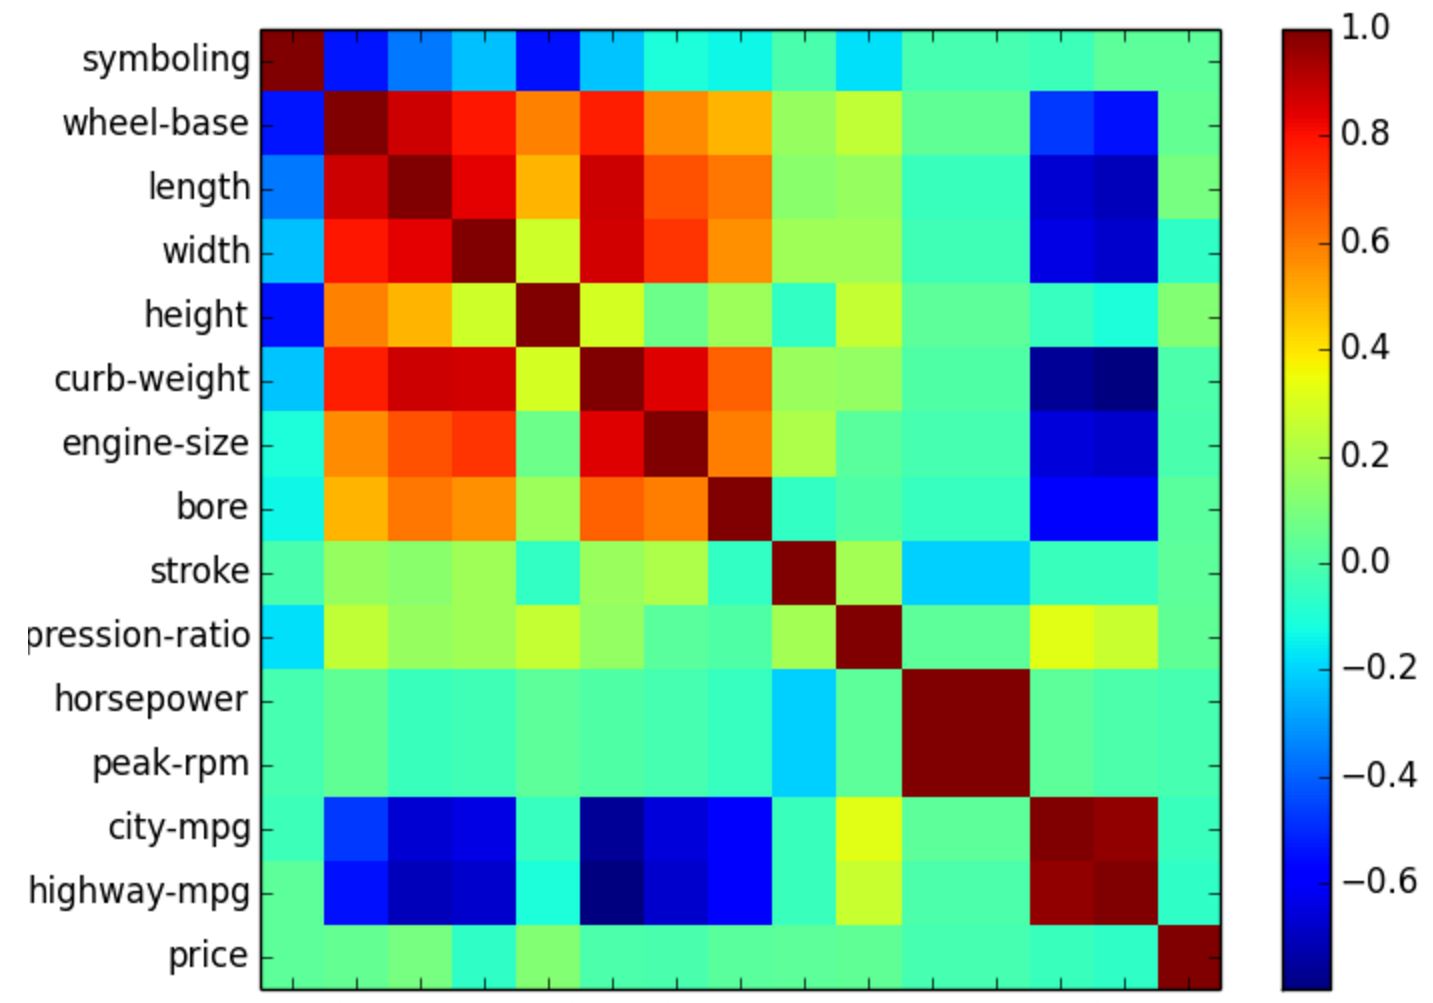 symboling
wheel-base
length
width
height
curb-weight
engine-size
bore
stroke
pression-ratio
horsepower
peak-rpm
city-mpg
highway-mpg
price
1.0
0.8
0.6
0.4
0.2
0.0
−0.2
−0.4
−0.6